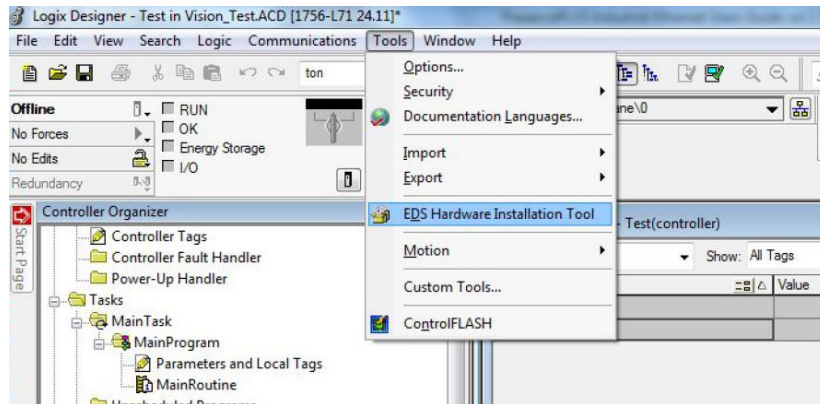 Logix Designer - Test in Vision_Test.ACD [1756-L71 24.11]*
File Edit View Search Logic Communications Tools Window Help
ton
Offline
RUN
No Forces
OK
Energy Storage
No Edits
I/O
Redundancy
Options...
Security
Documentation Languages...
Import
Export
EDS Hardware Installation Tool
Motion
Custom Tools...
ControlFLASH
ane\0
Start Page
Controller Organizer
Controller Tags
Controller Fault Handler
Power-Up Handler
Tasks
MainTask
MainProgram
Parameters and Local Tags
MainRoutine
- Test(controller)
Show: All Tags
Value